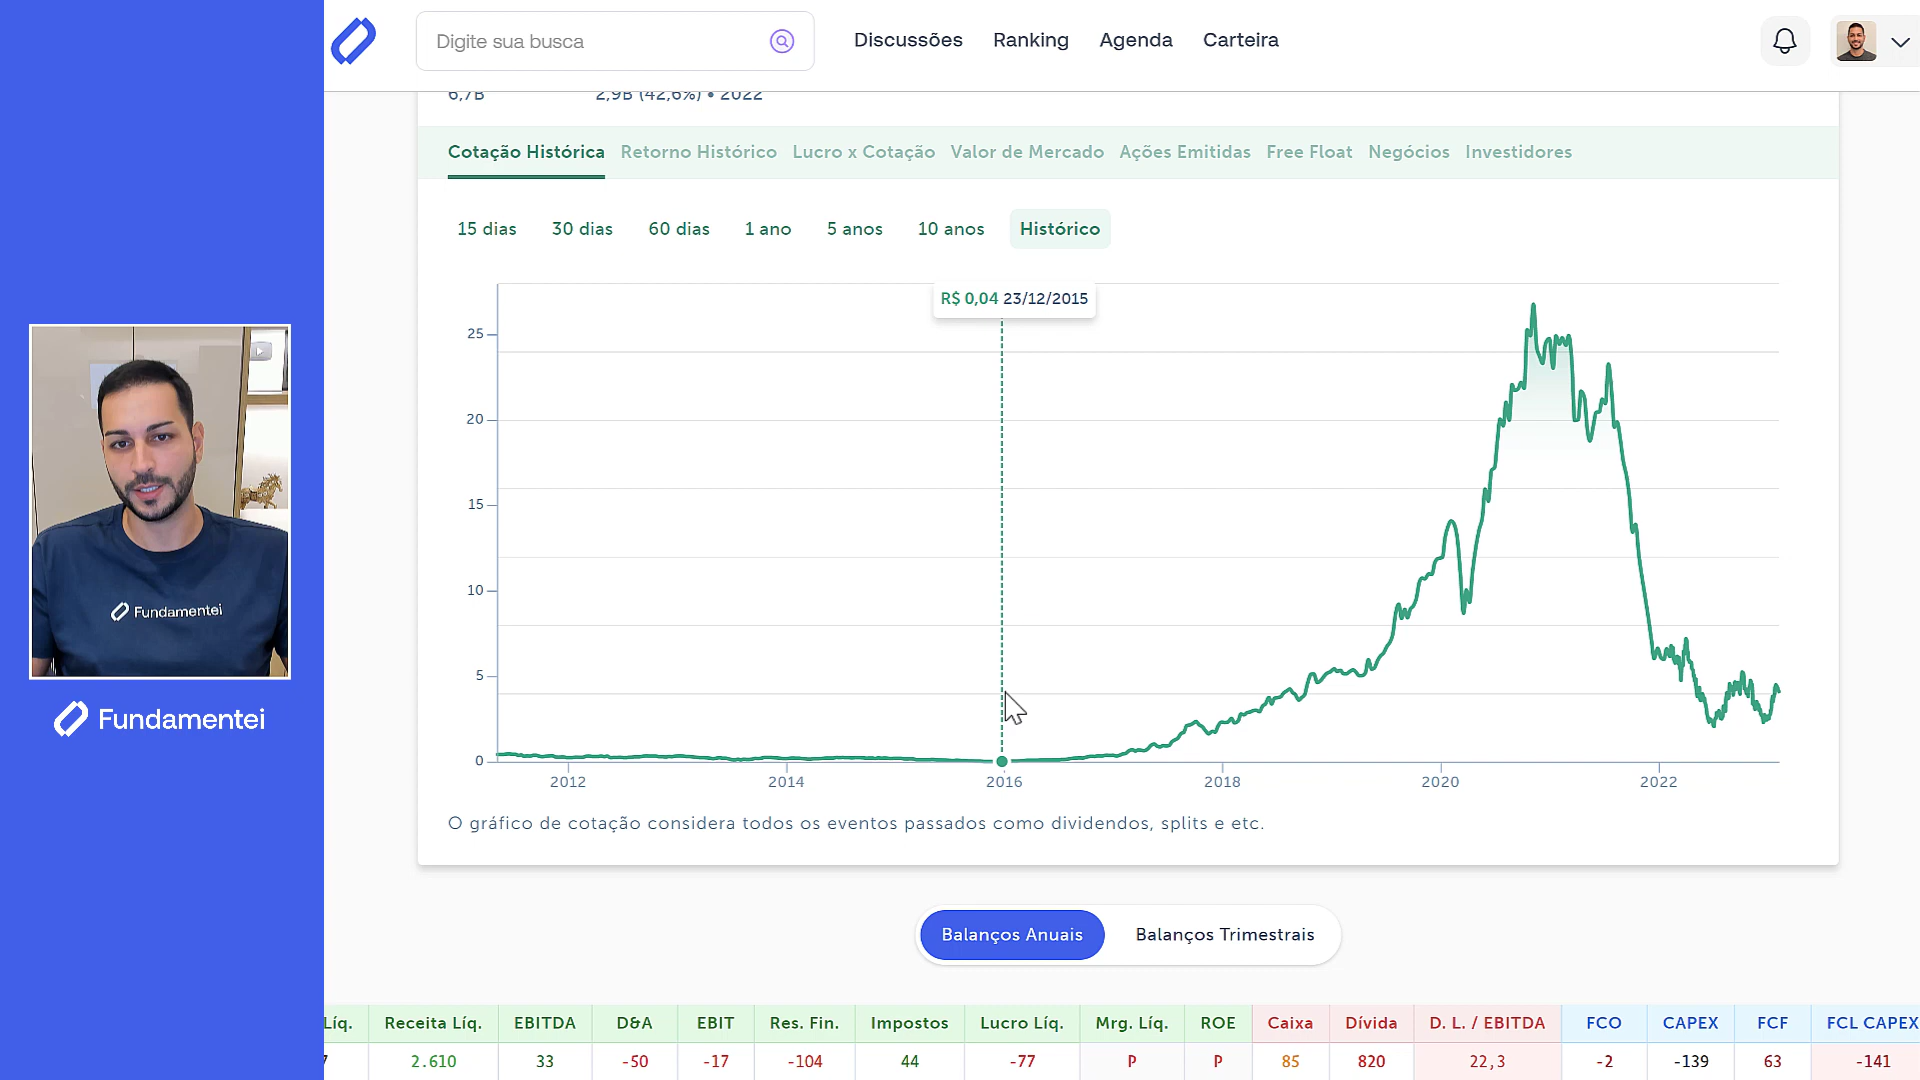 Digite sua busca
Discussões
Ranking
Agenda
Carteira
6,7B
2,9B (42,6%) • 2022
Cotação Histórica
Retorno Histórico
Lucro x Cotação
Valor de Mercado
Ações Emitidas
Free Float
Negócios
Investidores
15 dias
30 dias
60 dias
1 ano
5 anos
10 anos
Histórico
R$ 0,04 23/12/2015
25
20
15
10
5
0
2012
2014
2016
2018
2020
2022
O gráfico de cotação considera todos os eventos passados como dividendos, splits e etc.
Fundamentei
Fundamentei
Balanços Anuais
Balanços Trimestrais
Líq.
Receita Líq.
EBITDA
D&A
EBIT
Res. Fin.
Impostos
Lucro Líq.
Mrg. Líq.
ROE
Caixa
Dívida
D. L. / EBITDA
FCO
CAPEX
FCF
FCL CAPEX
7
2.610
33
-50
-17
-104
44
-77
P
P
85
820
22,3
-2
-139
63
-141